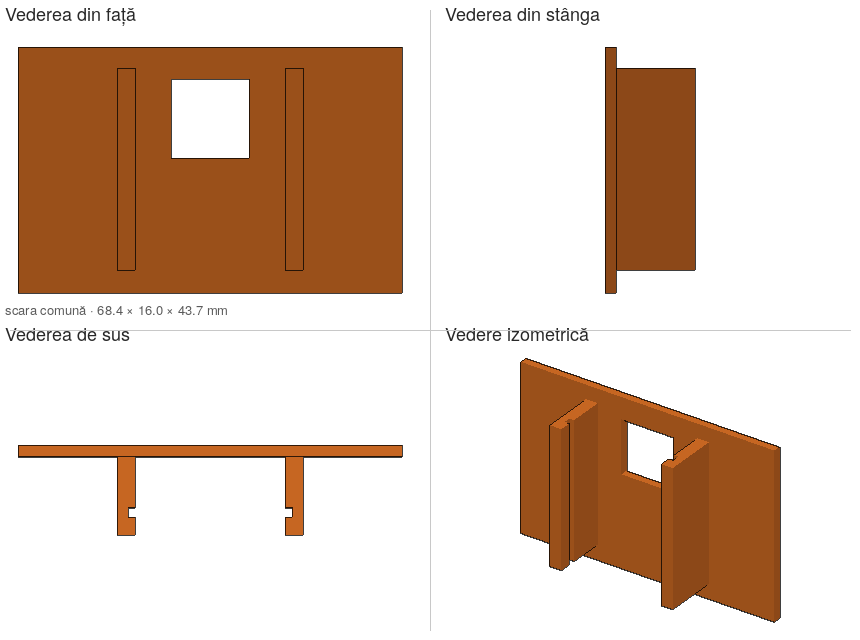 Vederea din față
Vederea din stânga
scara comună · 68.4 × 16.0 × 43.7 mm
Vederea de sus
Vedere izometrică